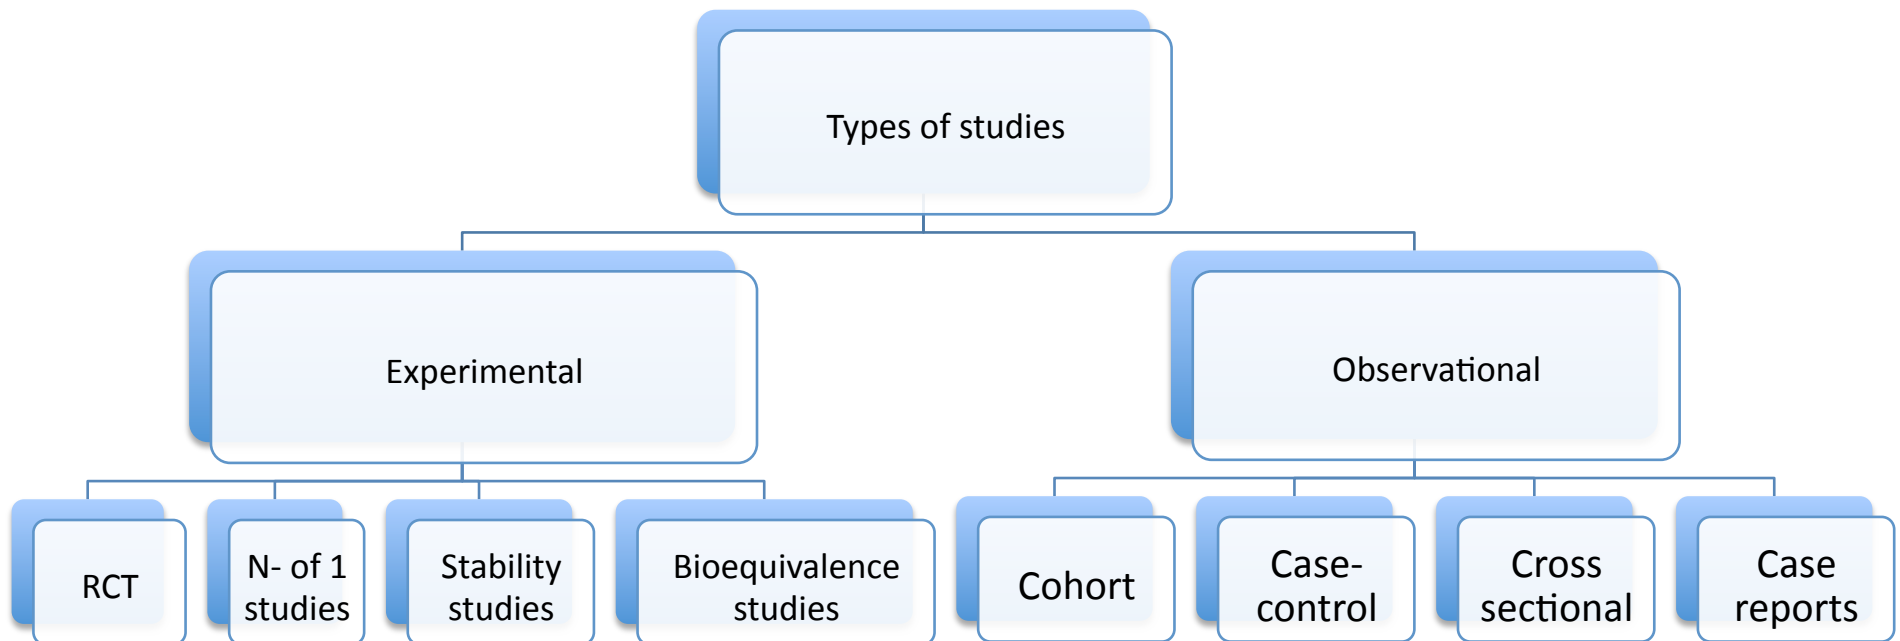 Types of studies
Experimental
Observational
RCT
N- of 1
studies
Stability
studies
Bioequivalence
studies
Cohort
Case-
control
Cross
sectional
Case
reports